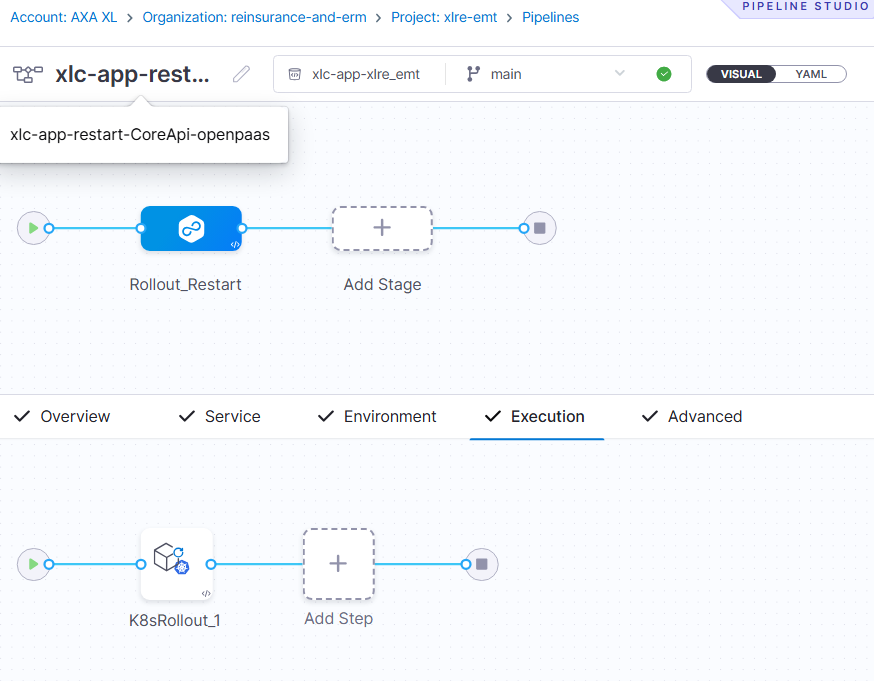 PIPELINE STUDIO
Account: AXA XL > Organization: reinsurance-and-erm > Project: xlre-emt > Pipelines
xlc-app-rest... xlc-app-xlre_emt main VISUAL YAML
xlc-app-restart-CoreApi-openpaas
Rollout_Restart Add Stage
Overview Service Environment Execution Advanced
K8sRollout_1 Add Step